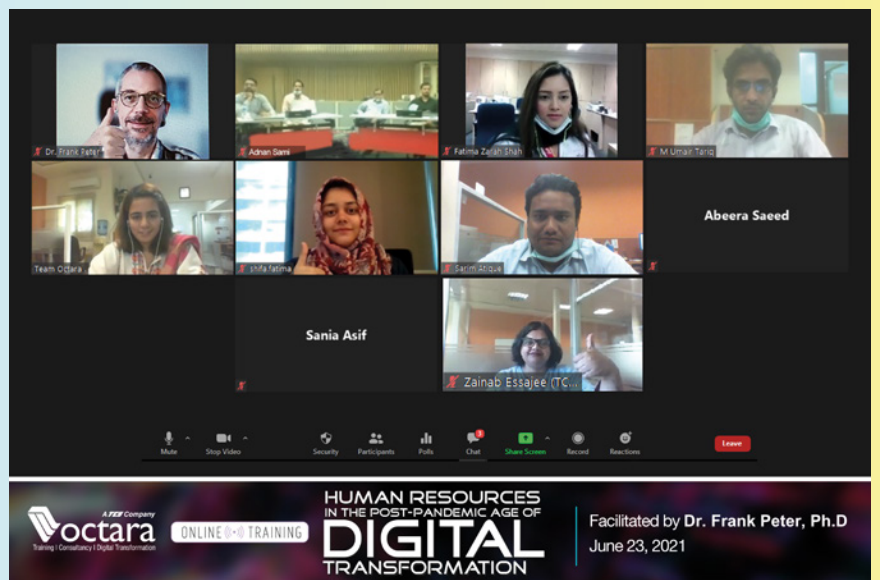 Dr. Frank Peter
Adnan Sami
Fatima Zarah Shah
M Umair Tariq
Team Octara
shifa.fatima
Sarim Atique
Abeera Saeed
Sania Asif
Zainab Essajee (TC...
3
Mute
Stop Video
Security
Participants
Polls
Chat
Share Screen
Record
Reactions
Leave
A TEF Company
octara
Training | Consultancy | Digital Transformation
ONLINE TRAINING
HUMAN RESOURCES
IN THE POST-PANDEMIC AGE OF
DIGITAL
TRANSFORMATION
Facilitated by Dr. Frank Peter, Ph.D
June 23, 2021